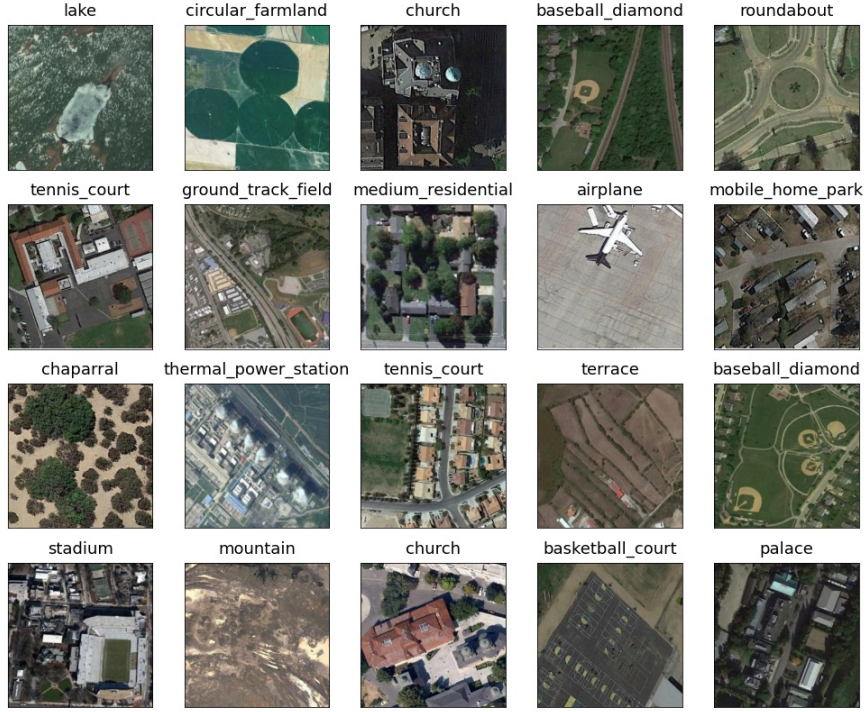 lake circular_farmland church baseball_diamond roundabout
tennis_court ground_track_field medium_residential airplane mobile_home_park
chaparral thermal_power_station tennis_court terrace baseball_diamond
stadium mountain church basketball_court palace